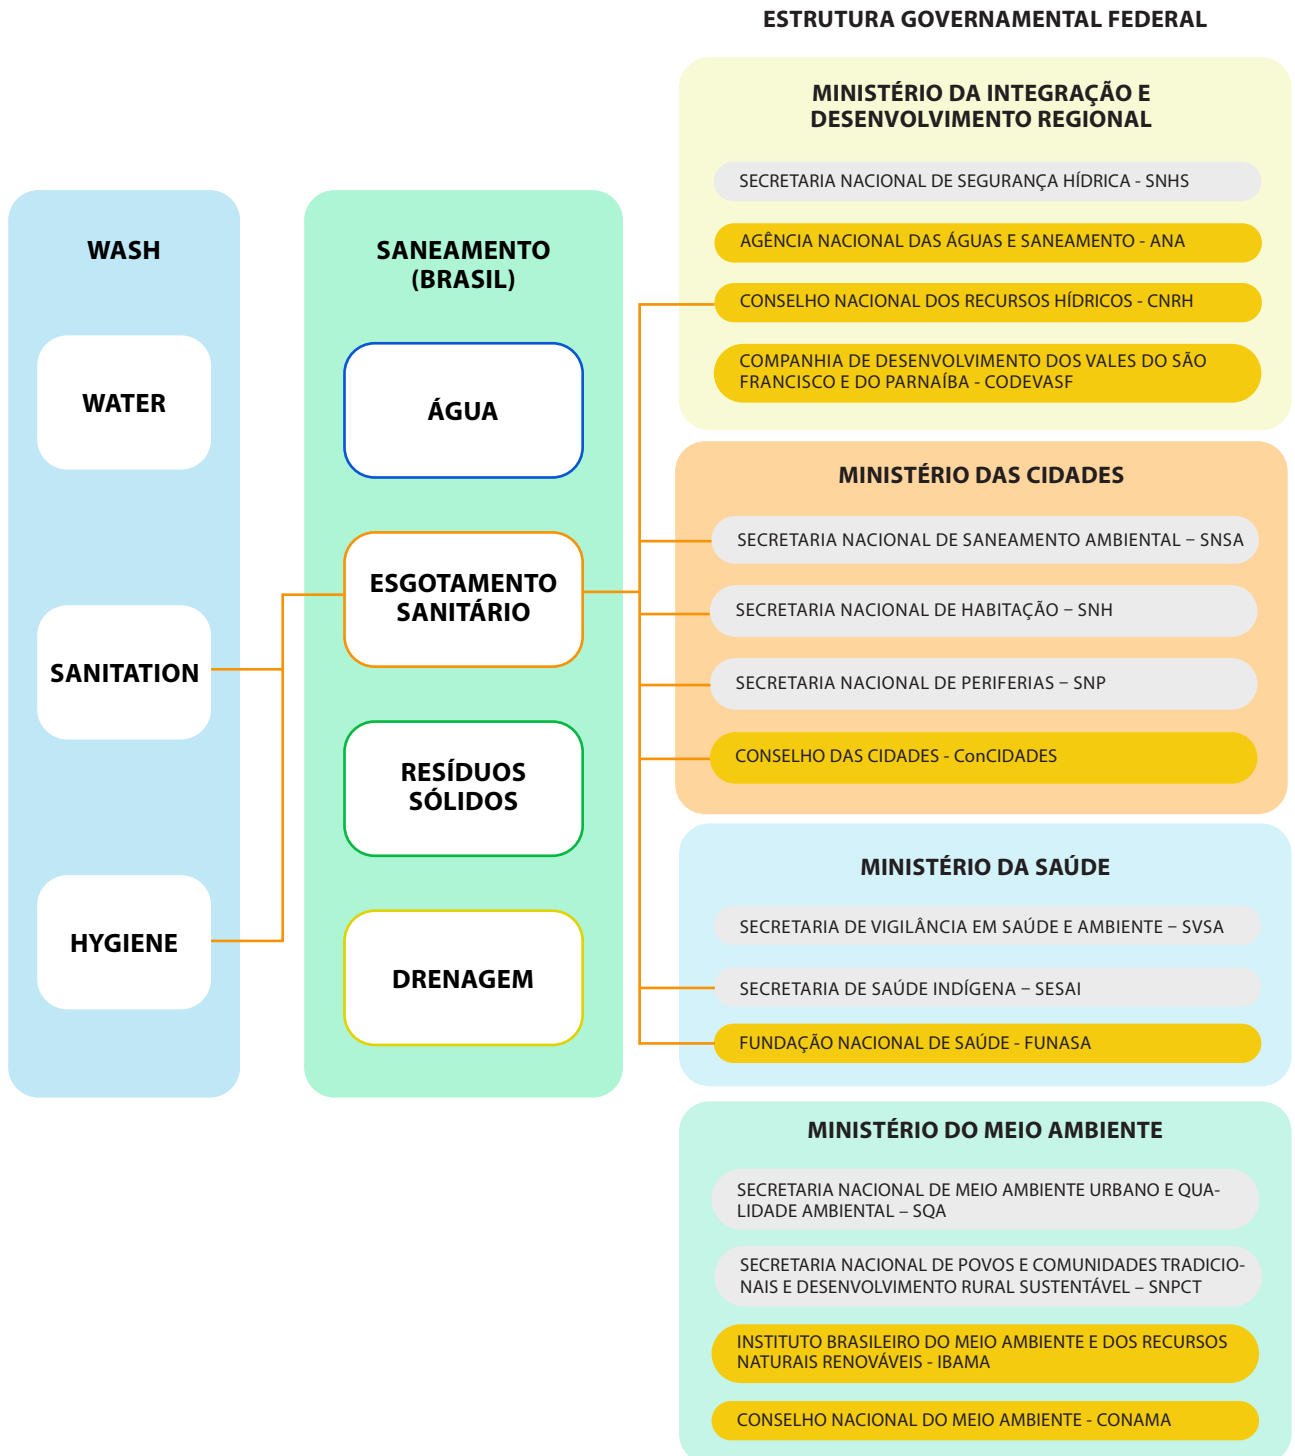 ESTRUTURA GOVERNAMENTAL FEDERAL
WASH
WATER
SANITATION
HYGIENE
SANEAMENTO
(BRASIL)
ÁGUA
ESGOTAMENTO
SANITÁRIO
RESÍDUOS
SÓLIDOS
DRENAGEM
MINISTÉRIO DA INTEGRAÇÃO E
DESENVOLVIMENTO REGIONAL
SECRETARIA NACIONAL DE SEGURANÇA HÍDRICA - SNHS
AGÊNCIA NACIONAL DAS ÁGUAS E SANEAMENTO - ANA
CONSELHO NACIONAL DOS RECURSOS HÍDRICOS - CNRH
COMPANHIA DE DESENVOLVIMENTO DOS VALES DO SÃO
FRANCISCO E DO PARNAÍBA - CODEVASF
MINISTÉRIO DAS CIDADES
SECRETARIA NACIONAL DE SANEAMENTO AMBIENTAL – SNSA
SECRETARIA NACIONAL DE HABITAÇÃO – SNH
SECRETARIA NACIONAL DE PERIFERIAS – SNP
CONSELHO DAS CIDADES - ConCIDADES
MINISTÉRIO DA SAÚDE
SECRETARIA DE VIGILÂNCIA EM SAÚDE E AMBIENTE – SVSA
SECRETARIA DE SAÚDE INDÍGENA – SESAI
FUNDAÇÃO NACIONAL DE SAÚDE - FUNASA
MINISTÉRIO DO MEIO AMBIENTE
SECRETARIA NACIONAL DE MEIO AMBIENTE URBANO E QUA-
LIDADE AMBIENTAL – SQA
SECRETARIA NACIONAL DE POVOS E COMUNIDADES TRADICIO-
NAIS E DESENVOLVIMENTO RURAL SUSTENTÁVEL – SNPCT
INSTITUTO BRASILEIRO DO MEIO AMBIENTE E DOS RECURSOS
NATURAIS RENOVÁVEIS - IBAMA
CONSELHO NACIONAL DO MEIO AMBIENTE - CONAMA